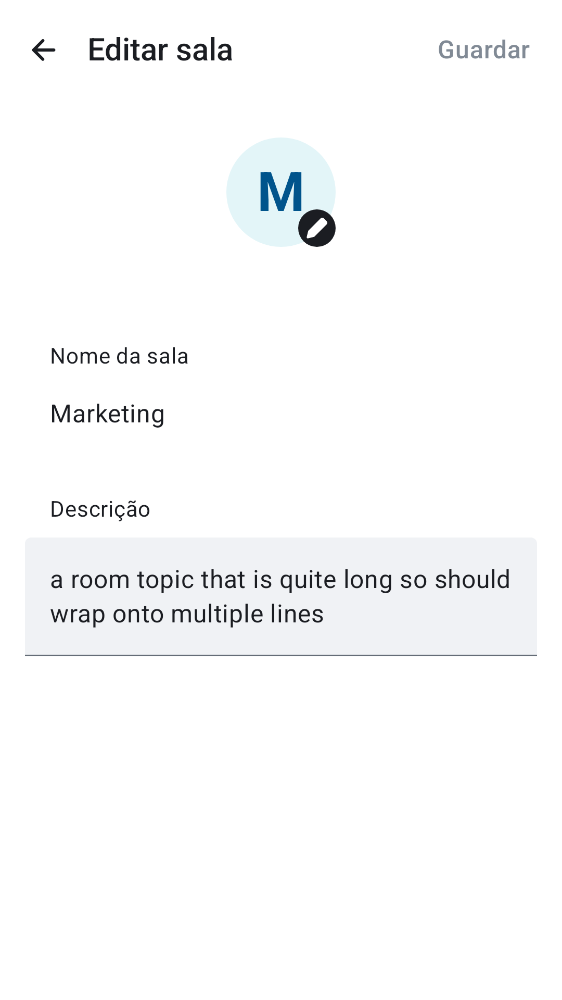 Editar sala
Guardar
M
Nome da sala
Marketing
Descrição
a room topic that is quite long so should
wrap onto multiple lines